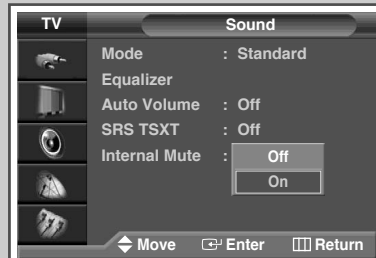 TV Sound
Mode : Standard
Equalizer
Auto Volume : Off
SRS TSXT : Off
Internal Mute : Off
On
Move Enter Return